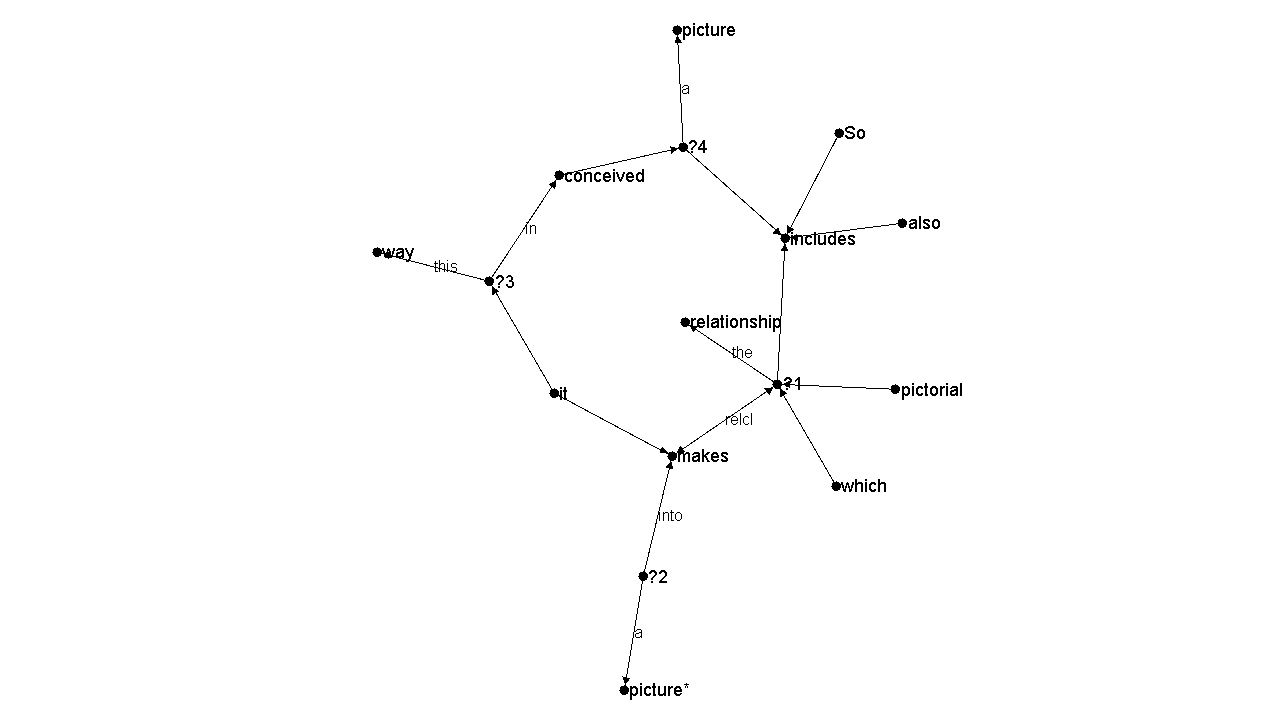 picture
So
a
?4
conceived
also
in
includes
way
this
?3
relationship
the
?1
pictorial
it
relcl
makes
which
into
?2
a
picture*